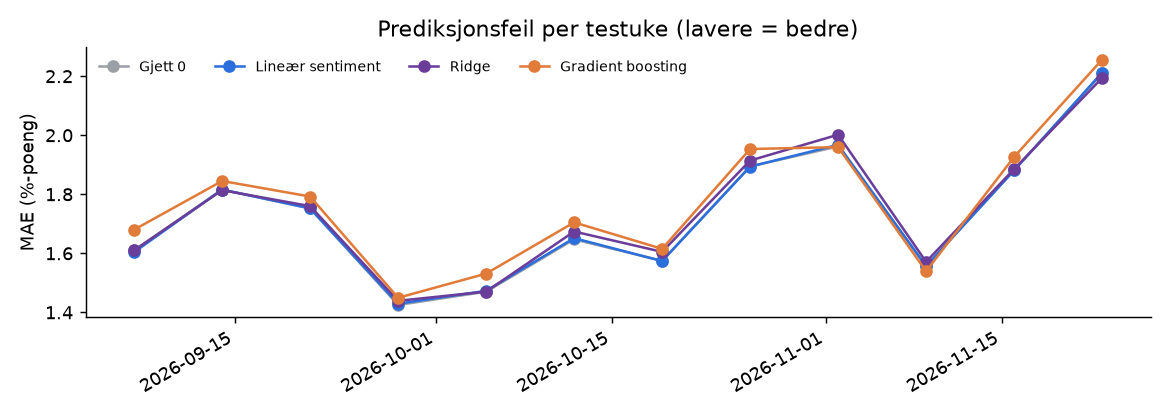 Prediksjonsfeil per testuke (lavere = bedre)
Gjett 0
Lineær sentiment
Ridge
Gradient boosting
MAE (%-poeng)
2.2
2.0
1.8
1.6
1.4
2026-09-15
2026-10-01
2026-10-15
2026-11-01
2026-11-15